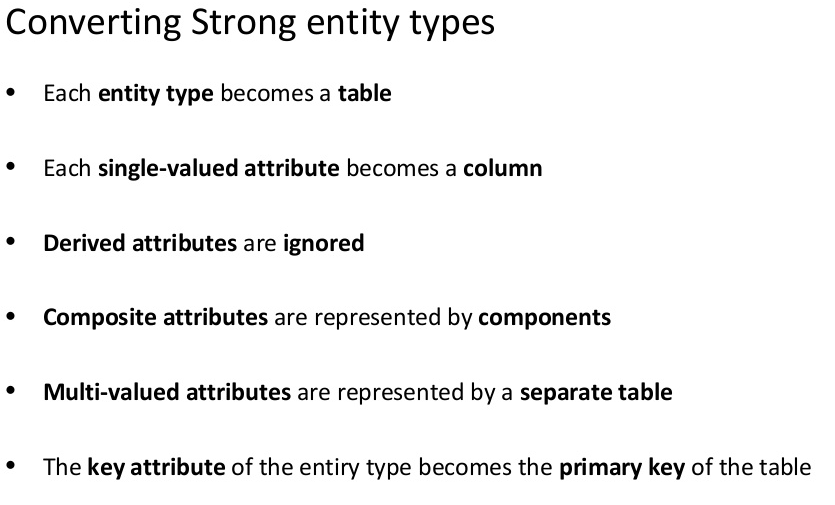 Converting Strong entity types
• Each entity type becomes a table
• Each single-valued attribute becomes a column
• Derived attributes are ignored
• Composite attributes are represented by components
• Multi-valued attributes are represented by a separate table
• The key attribute of the entiry type becomes the primary key of the table